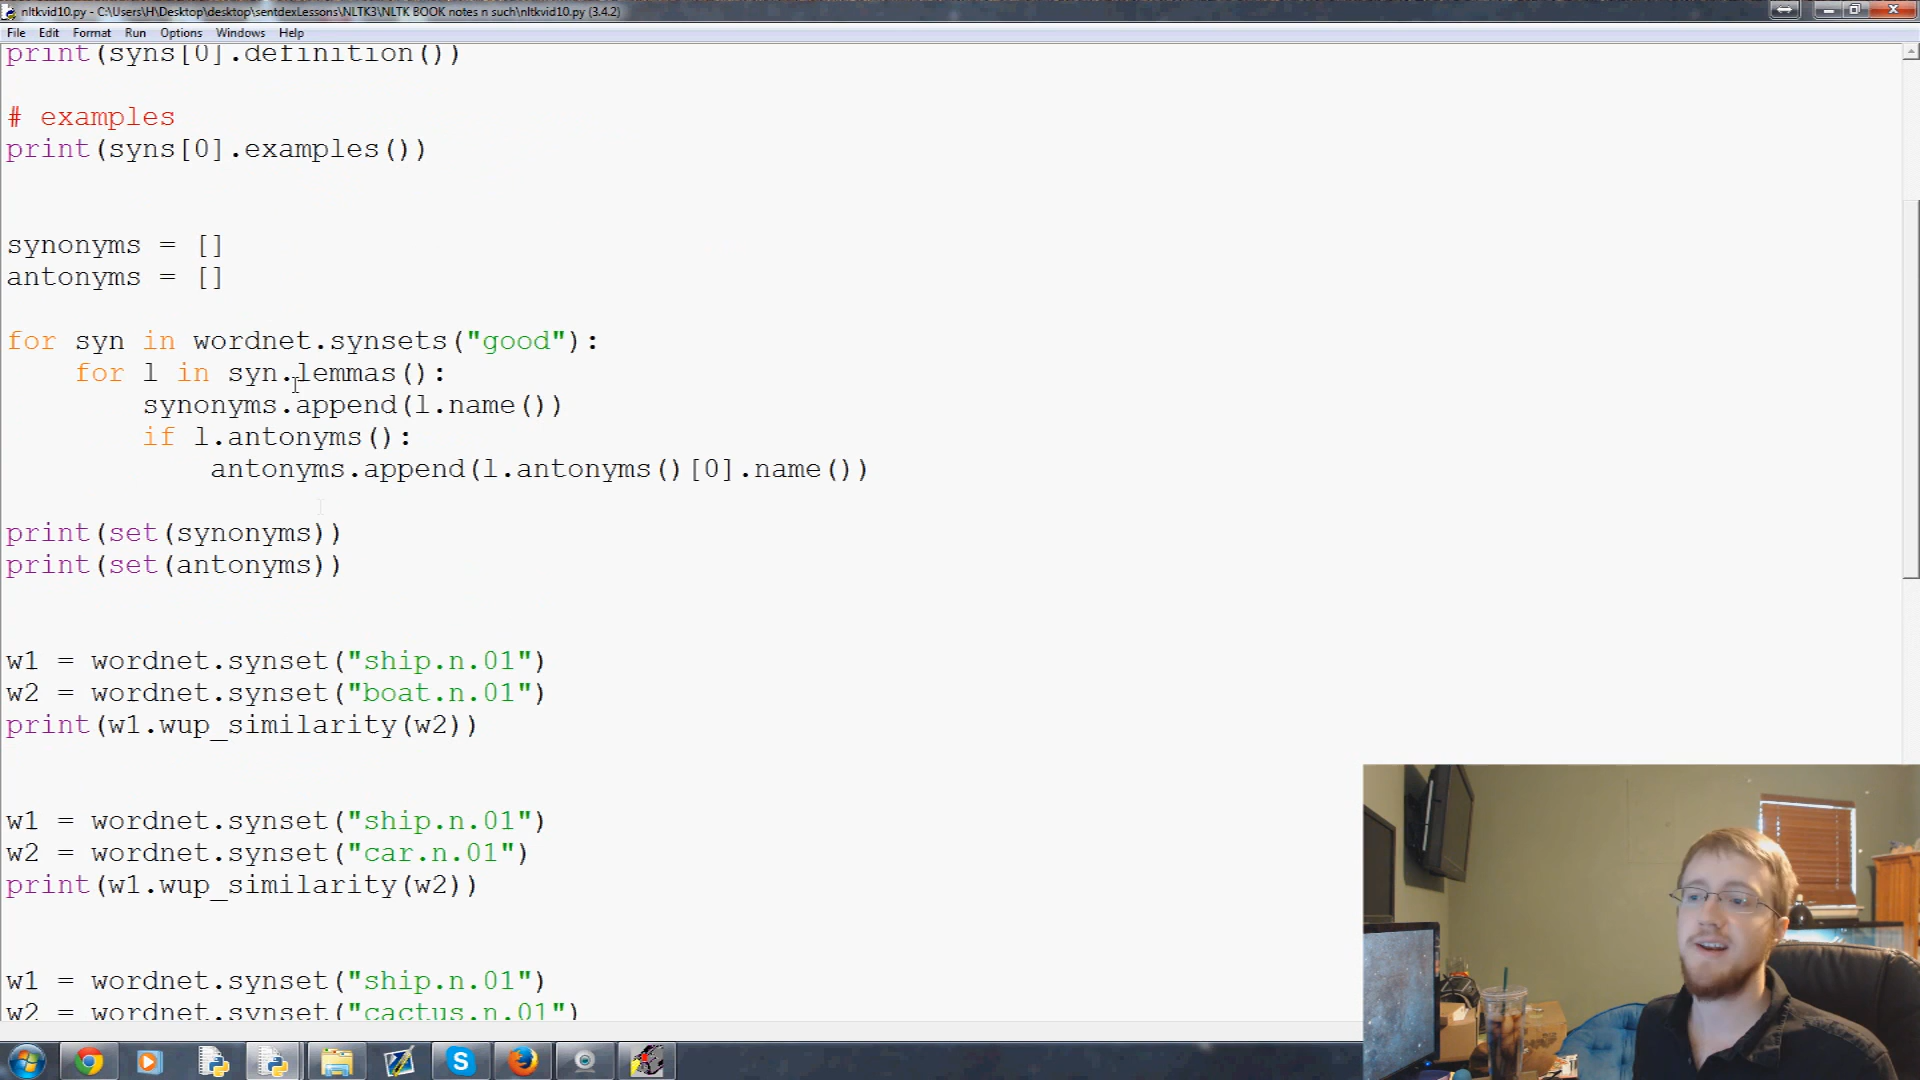 nltkvid10.py - C:\Users\H\Desktop\desktop\sentdexLessons\NLTK3\NLTK BOOK notes n such\nltkvid10.py (3.4.2)
File Edit Format Run Options Windows Help
print(syns[0].definition())
# examples
print(syns[0].examples())
synonyms = []
antonyms = []
for syn in wordnet.synsets("good"):
    for l in syn.lemmas():
        synonyms.append(l.name())
        if l.antonyms():
            antonyms.append(l.antonyms()[0].name())
print(set(synonyms))
print(set(antonyms))
w1 = wordnet.synset("ship.n.01")
w2 = wordnet.synset("boat.n.01")
print(w1.wup_similarity(w2))
w1 = wordnet.synset("ship.n.01")
w2 = wordnet.synset("car.n.01")
print(w1.wup_similarity(w2))
w1 = wordnet.synset("ship.n.01")
w2 = wordnet.synset("cactus.n.01")